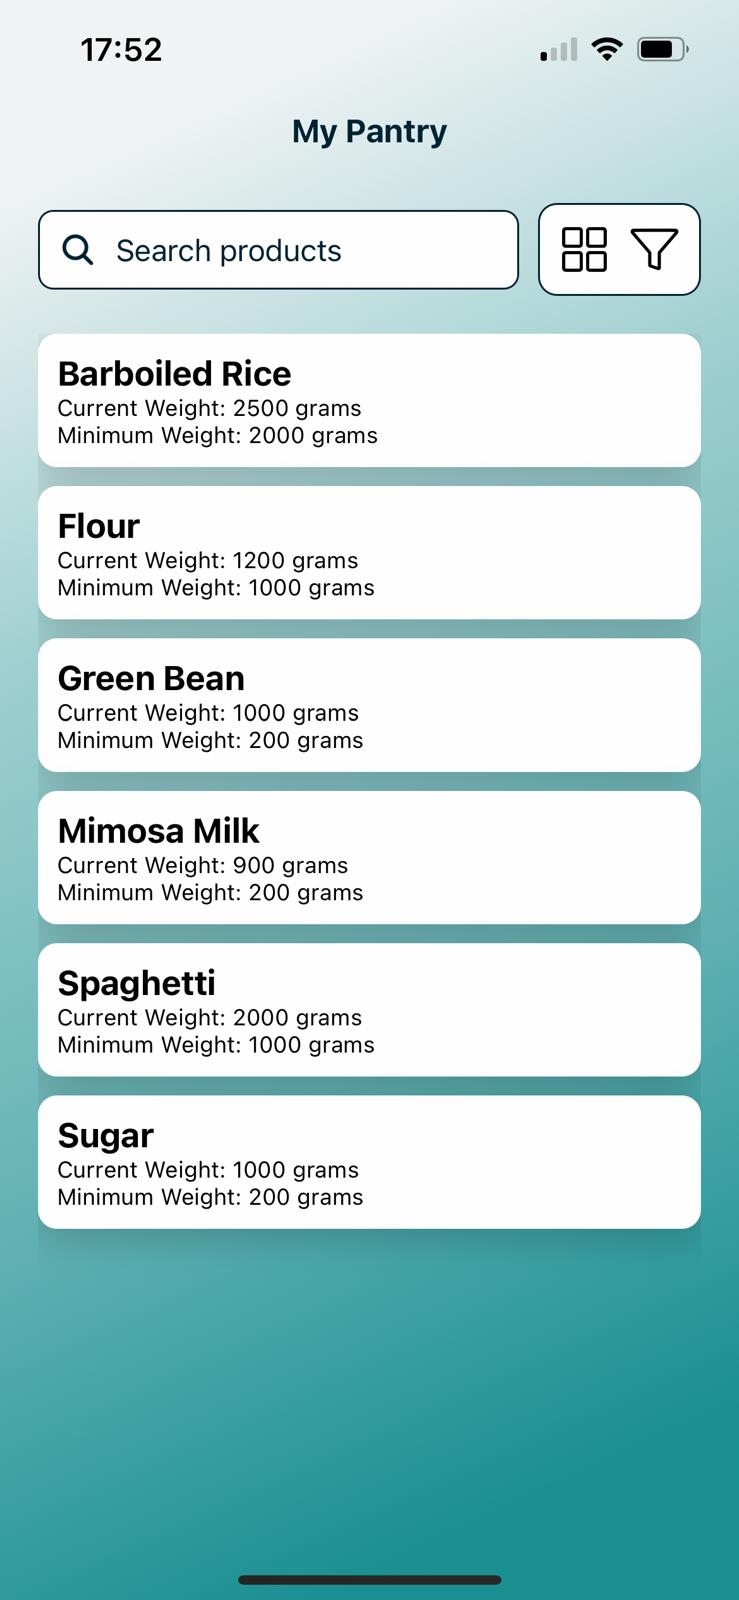 17:52
My Pantry
Search products
Barboiled Rice
Current Weight: 2500 grams
Minimum Weight: 2000 grams
Flour
Current Weight: 1200 grams
Minimum Weight: 1000 grams
Green Bean
Current Weight: 1000 grams
Minimum Weight: 200 grams
Mimosa Milk
Current Weight: 900 grams
Minimum Weight: 200 grams
Spaghetti
Current Weight: 2000 grams
Minimum Weight: 1000 grams
Sugar
Current Weight: 1000 grams
Minimum Weight: 200 grams